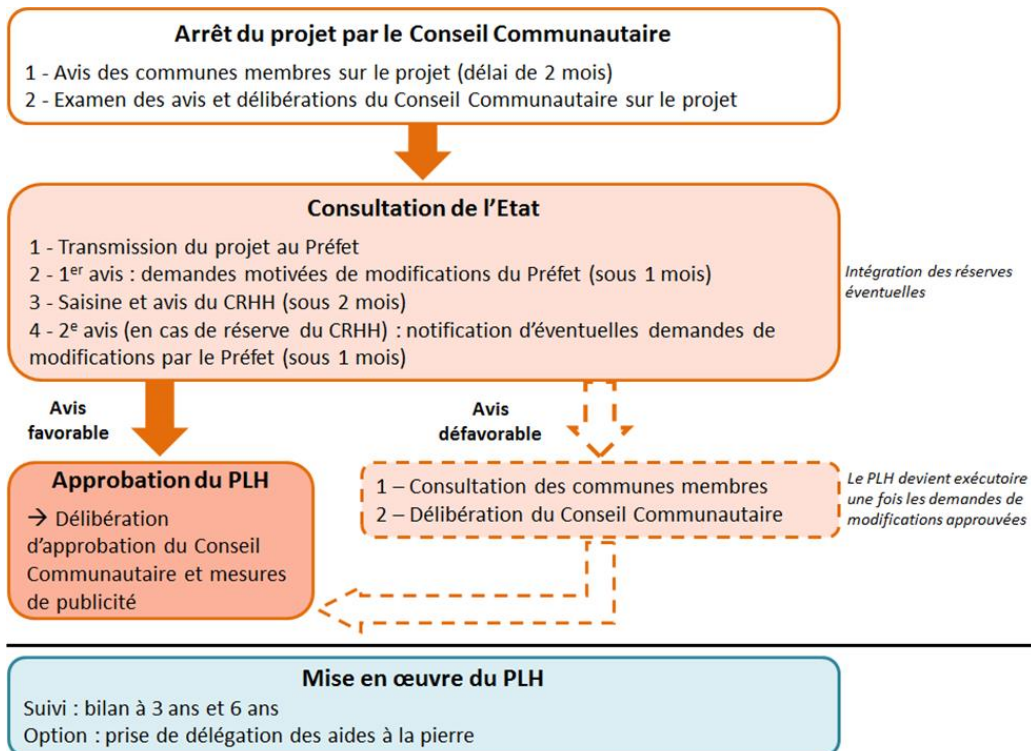 Arrêt du projet par le Conseil Communautaire
1 - Avis des communes membres sur le projet (délai de 2 mois)
2 - Examen des avis et délibérations du Conseil Communautaire sur le projet
Consultation de l'Etat
1 - Transmission du projet au Préfet
2 - 1er avis : demandes motivées de modifications du Préfet (sous 1 mois)
3 - Saisine et avis du CRHH (sous 2 mois)
4 - 2e avis (en cas de réserve du CRHH) : notification d'éventuelles demandes de
modifications par le Préfet (sous 1 mois)
Intégration des réserves
éventuelles
Avis
favorable
Avis
défavorable
Approbation du PLH
→ Délibération
d'approbation du Conseil
Communautaire et mesures
de publicité
1 – Consultation des communes membres
2 – Délibération du Conseil Communautaire
Le PLH devient exécutoire
une fois les demandes de
modifications approuvées
Mise en œuvre du PLH
Suivi : bilan à 3 ans et 6 ans
Option : prise de délégation des aides à la pierre